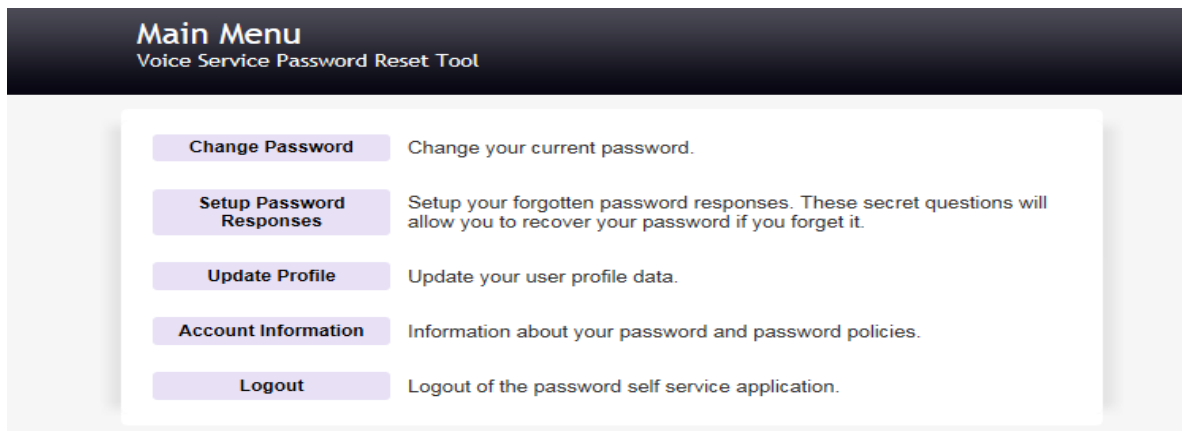 Main Menu
Voice Service Password Reset Tool
Change Password
Change your current password.
Setup Password
Responses
Setup your forgotten password responses. These secret questions will
allow you to recover your password if you forget it.
Update Profile
Update your user profile data.
Account Information
Information about your password and password policies.
Logout
Logout of the password self service application.